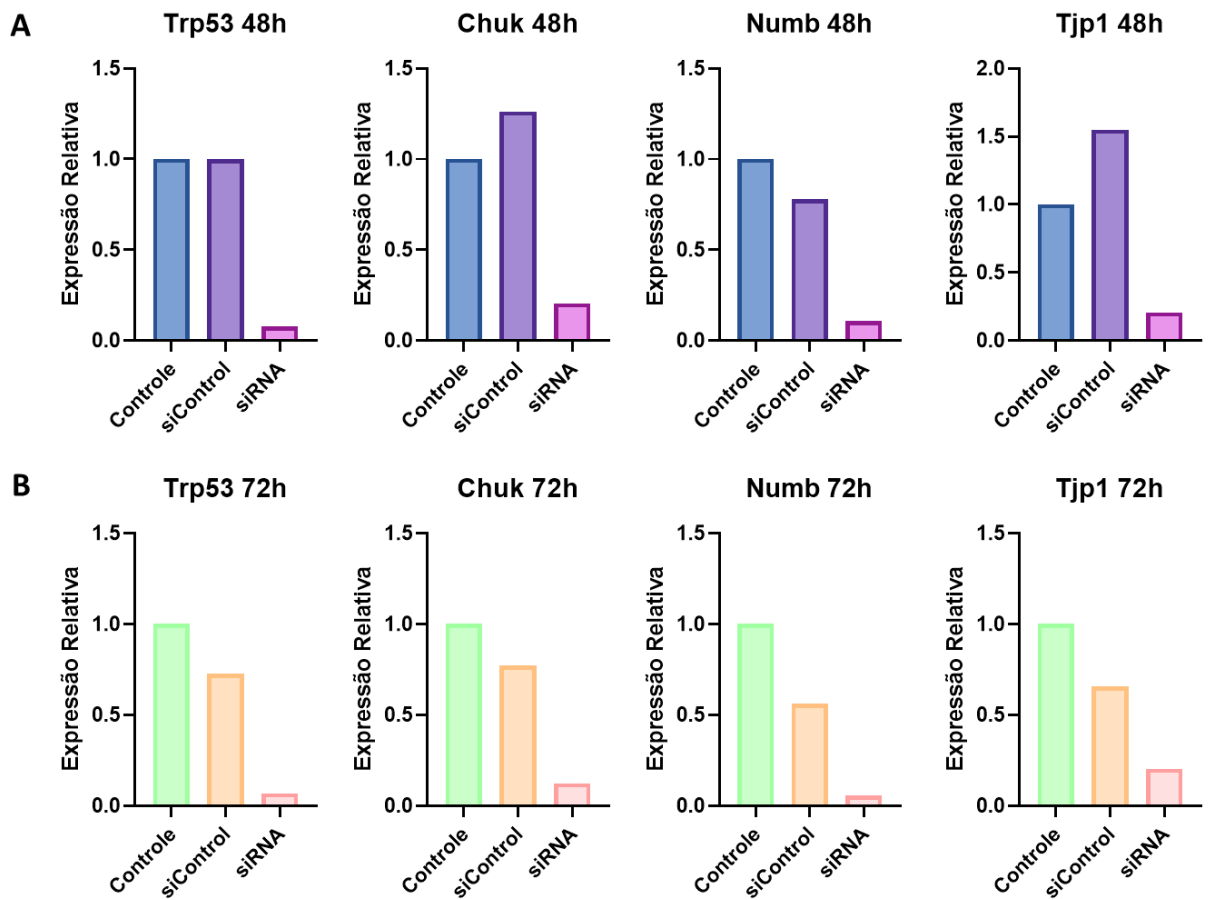 A
Trp53 48h
Chuk 48h
Numb 48h
Tjp1 48h
Expressão Relativa
1.5
1.0
0.5
0.0
Controle
siControl
siRNA
Expressão Relativa
1.5
1.0
0.5
0.0
Controle
siControl
siRNA
Expressão Relativa
1.5
1.0
0.5
0.0
Controle
siControl
siRNA
Expressão Relativa
2.0
1.5
1.0
0.5
0.0
Controle
siControl
siRNA
B
Trp53 72h
Chuk 72h
Numb 72h
Tjp1 72h
Expressão Relativa
1.5
1.0
0.5
0.0
Controle
siControl
siRNA
Expressão Relativa
1.5
1.0
0.5
0.0
Controle
siControl
siRNA
Expressão Relativa
1.5
1.0
0.5
0.0
Controle
siControl
siRNA
Expressão Relativa
1.5
1.0
0.5
0.0
Controle
siControl
siRNA